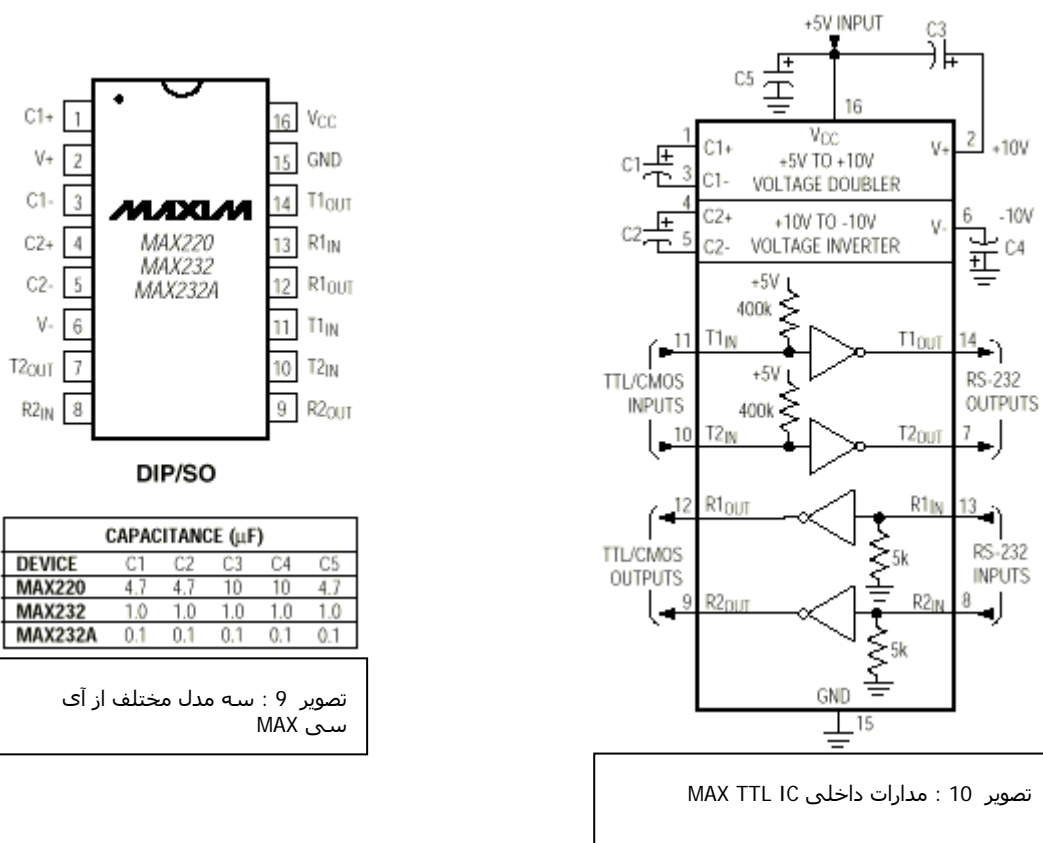 C1+ 1
V+ 2
C1- 3
C2+ 4
C2- 5
V- 6
T2OUT 7
R2IN 8
MAXIM
MAX220
MAX232
MAX232A
16 VCC
15 GND
14 T1OUT
13 R1IN
12 R1OUT
11 T1IN
10 T2IN
9 R2OUT
DIP/SO
CAPACITANCE (µF)
DEVICE C1 C2 C3 C4 C5
MAX220 4.7 4.7 10 10 4.7
MAX232 1.0 1.0 1.0 1.0 1.0
MAX232A 0.1 0.1 0.1 0.1 0.1
تصویر 9 : سه مدل مختلف از آی
سی MAX
+5V INPUT
C3
C5
+
+
16
VCC
1
C1+
+5V TO +10V
V+
2
+10V
C1
+
3
C1-
VOLTAGE DOUBLER
4
C2+
+10V TO -10V
V-
6
-10V
C2
+
5
C2-
VOLTAGE INVERTER
C4
+
+5V
400k
11
T1IN
T1OUT
14
TTL/CMOS
INPUTS
+5V
400k
RS-232
OUTPUTS
10
T2IN
T2OUT
7
12
R1OUT
R1IN
13
TTL/CMOS
OUTPUTS
5k
RS-232
INPUTS
9
R2OUT
R2IN
8
5k
GND
15
تصویر 10 : مدارات داخلی MAX TTL IC